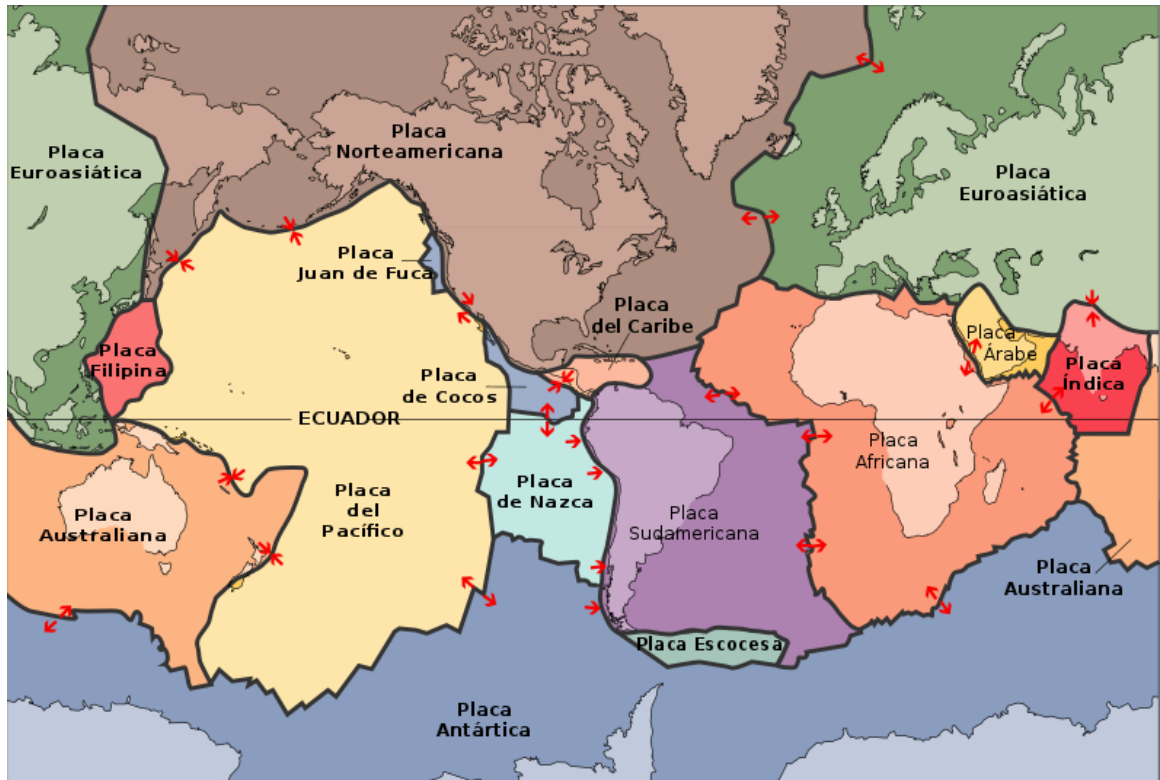 Placa
Norteamericana
Placa
Euroasiática
Placa
Euroasiática
Placa
Juan de Fuca
Placa
del Caribe
Placa
Filipina
Placa
de Cocos
Placa
Árabe
Placa
Índica
ECUADOR
Placa
Africana
Placa
Australiana
Placa
del
Pacífico
Placa
de Nazca
Placa
Sudamericana
Placa
Australiana
Placa Escocesa
Placa
Antártica